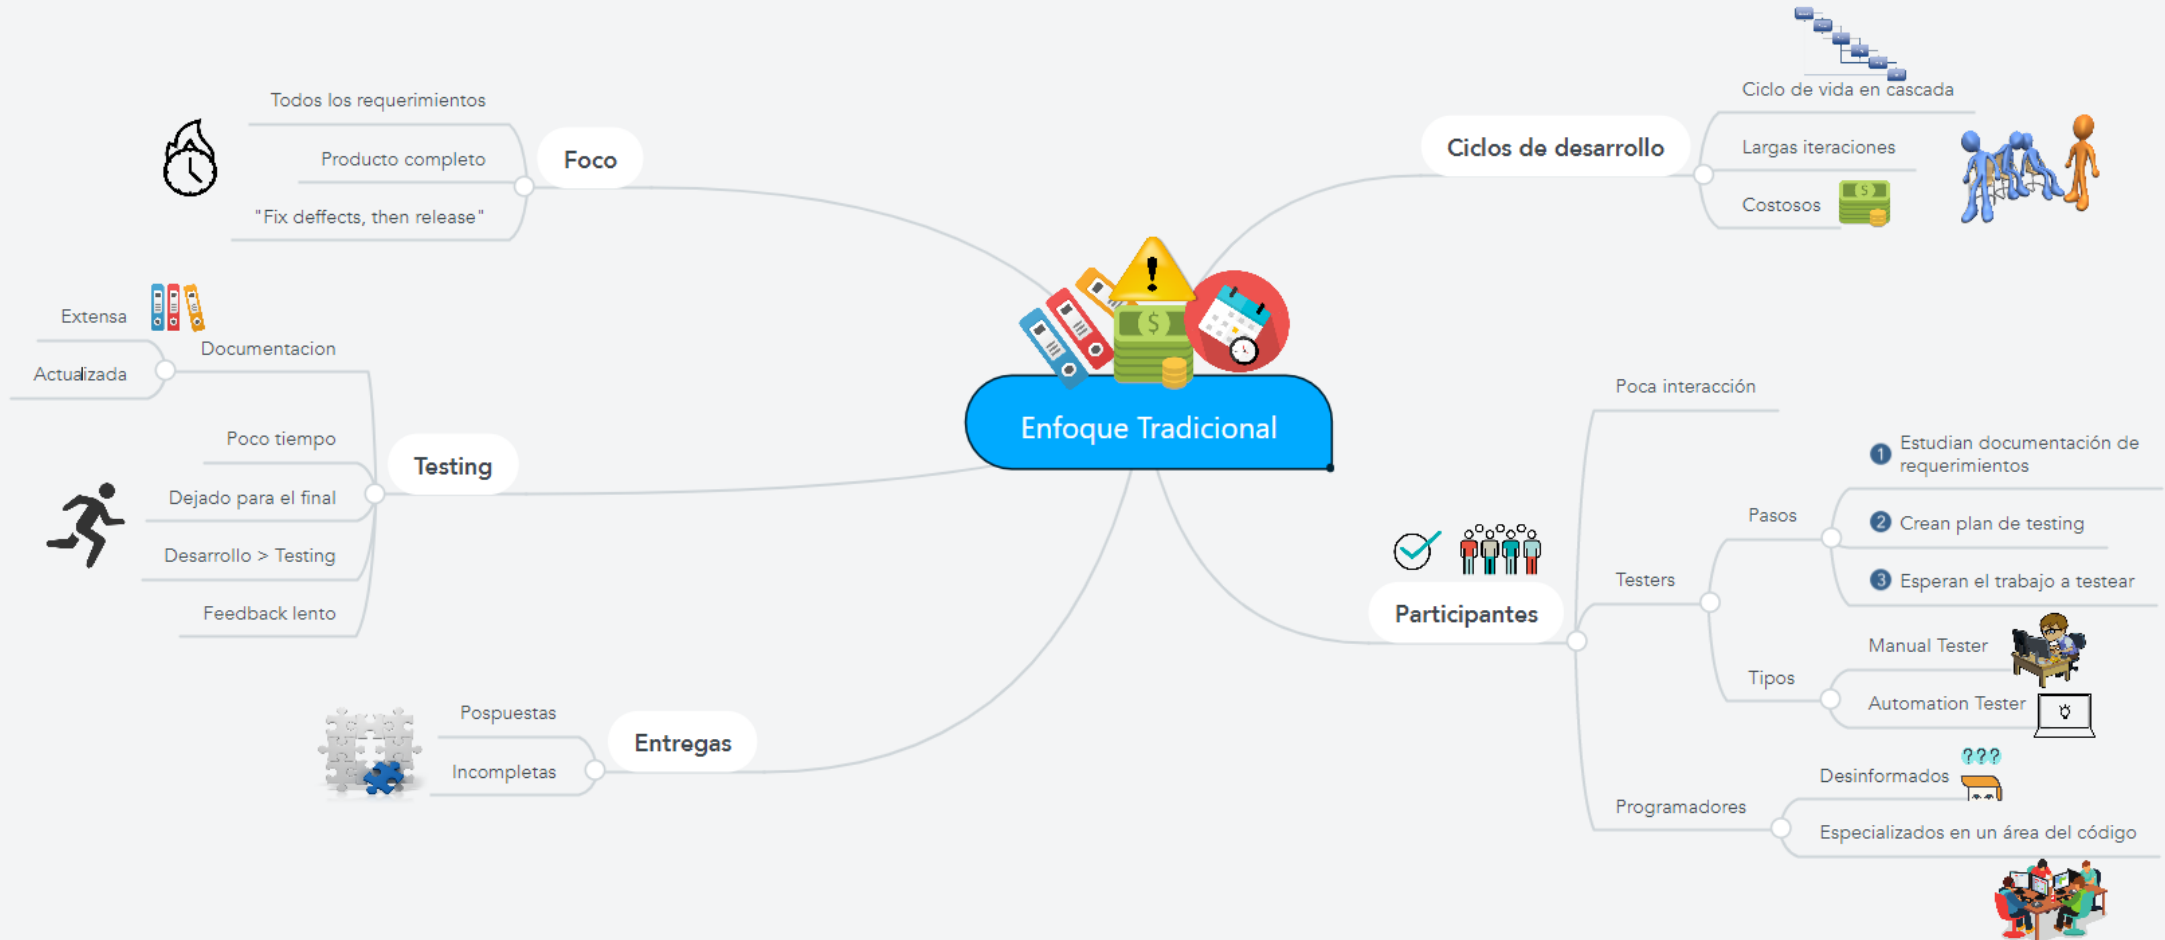 Enfoque Tradicional
Foco
Todos los requerimientos
Producto completo
"Fix deffects, then release"
Testing
Documentacion
Extensa
Actualizada
Poco tiempo
Dejado para el final
Desarrollo > Testing
Feedback lento
Entregas
Pospuestas
Incompletas
Ciclos de desarrollo
Ciclo de vida en cascada
Largas iteraciones
Costosos
Participantes
Poca interacción
Testers
Pasos
1 Estudian documentación de
requerimientos
2 Crean plan de testing
3 Esperan el trabajo a testear
Tipos
Manual Tester
Automation Tester
Programadores
Desinformados
???
Especializados en un área del código